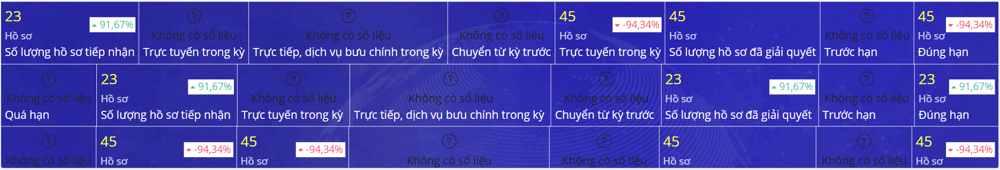 23
91,67%
Hồ sơ
Số lượng hồ sơ tiếp nhận
Không có số liệu
Trực tuyến trong kỳ
Không có số liệu
Trực tiếp, dịch vụ bưu chính trong kỳ
Không có số liệu
Chuyển từ kỳ trước
45
-94,34%
Hồ sơ
Trực tuyến trong kỳ
45
Hồ sơ
Số lượng hồ sơ đã giải quyết
Không có số liệu
Trước hạn
45
-94,34%
Hồ sơ
Đúng hạn
Không có số liệu
Quá hạn
23
91,67%
Hồ sơ
Số lượng hồ sơ tiếp nhận
Không có số liệu
Trực tuyến trong kỳ
Không có số liệu
Trực tiếp, dịch vụ bưu chính trong kỳ
Không có số liệu
Chuyển từ kỳ trước
23
91,67%
Hồ sơ
Số lượng hồ sơ đã giải quyết
Không có số liệu
Trước hạn
23
91,67%
Hồ sơ
Đúng hạn
Không có số liệu
45
-94,34%
Hồ sơ
45
-94,34%
Hồ sơ
Không có số liệu
Không có số liệu
45
Hồ sơ
Không có số liệu
45
-94,34%
Hồ sơ